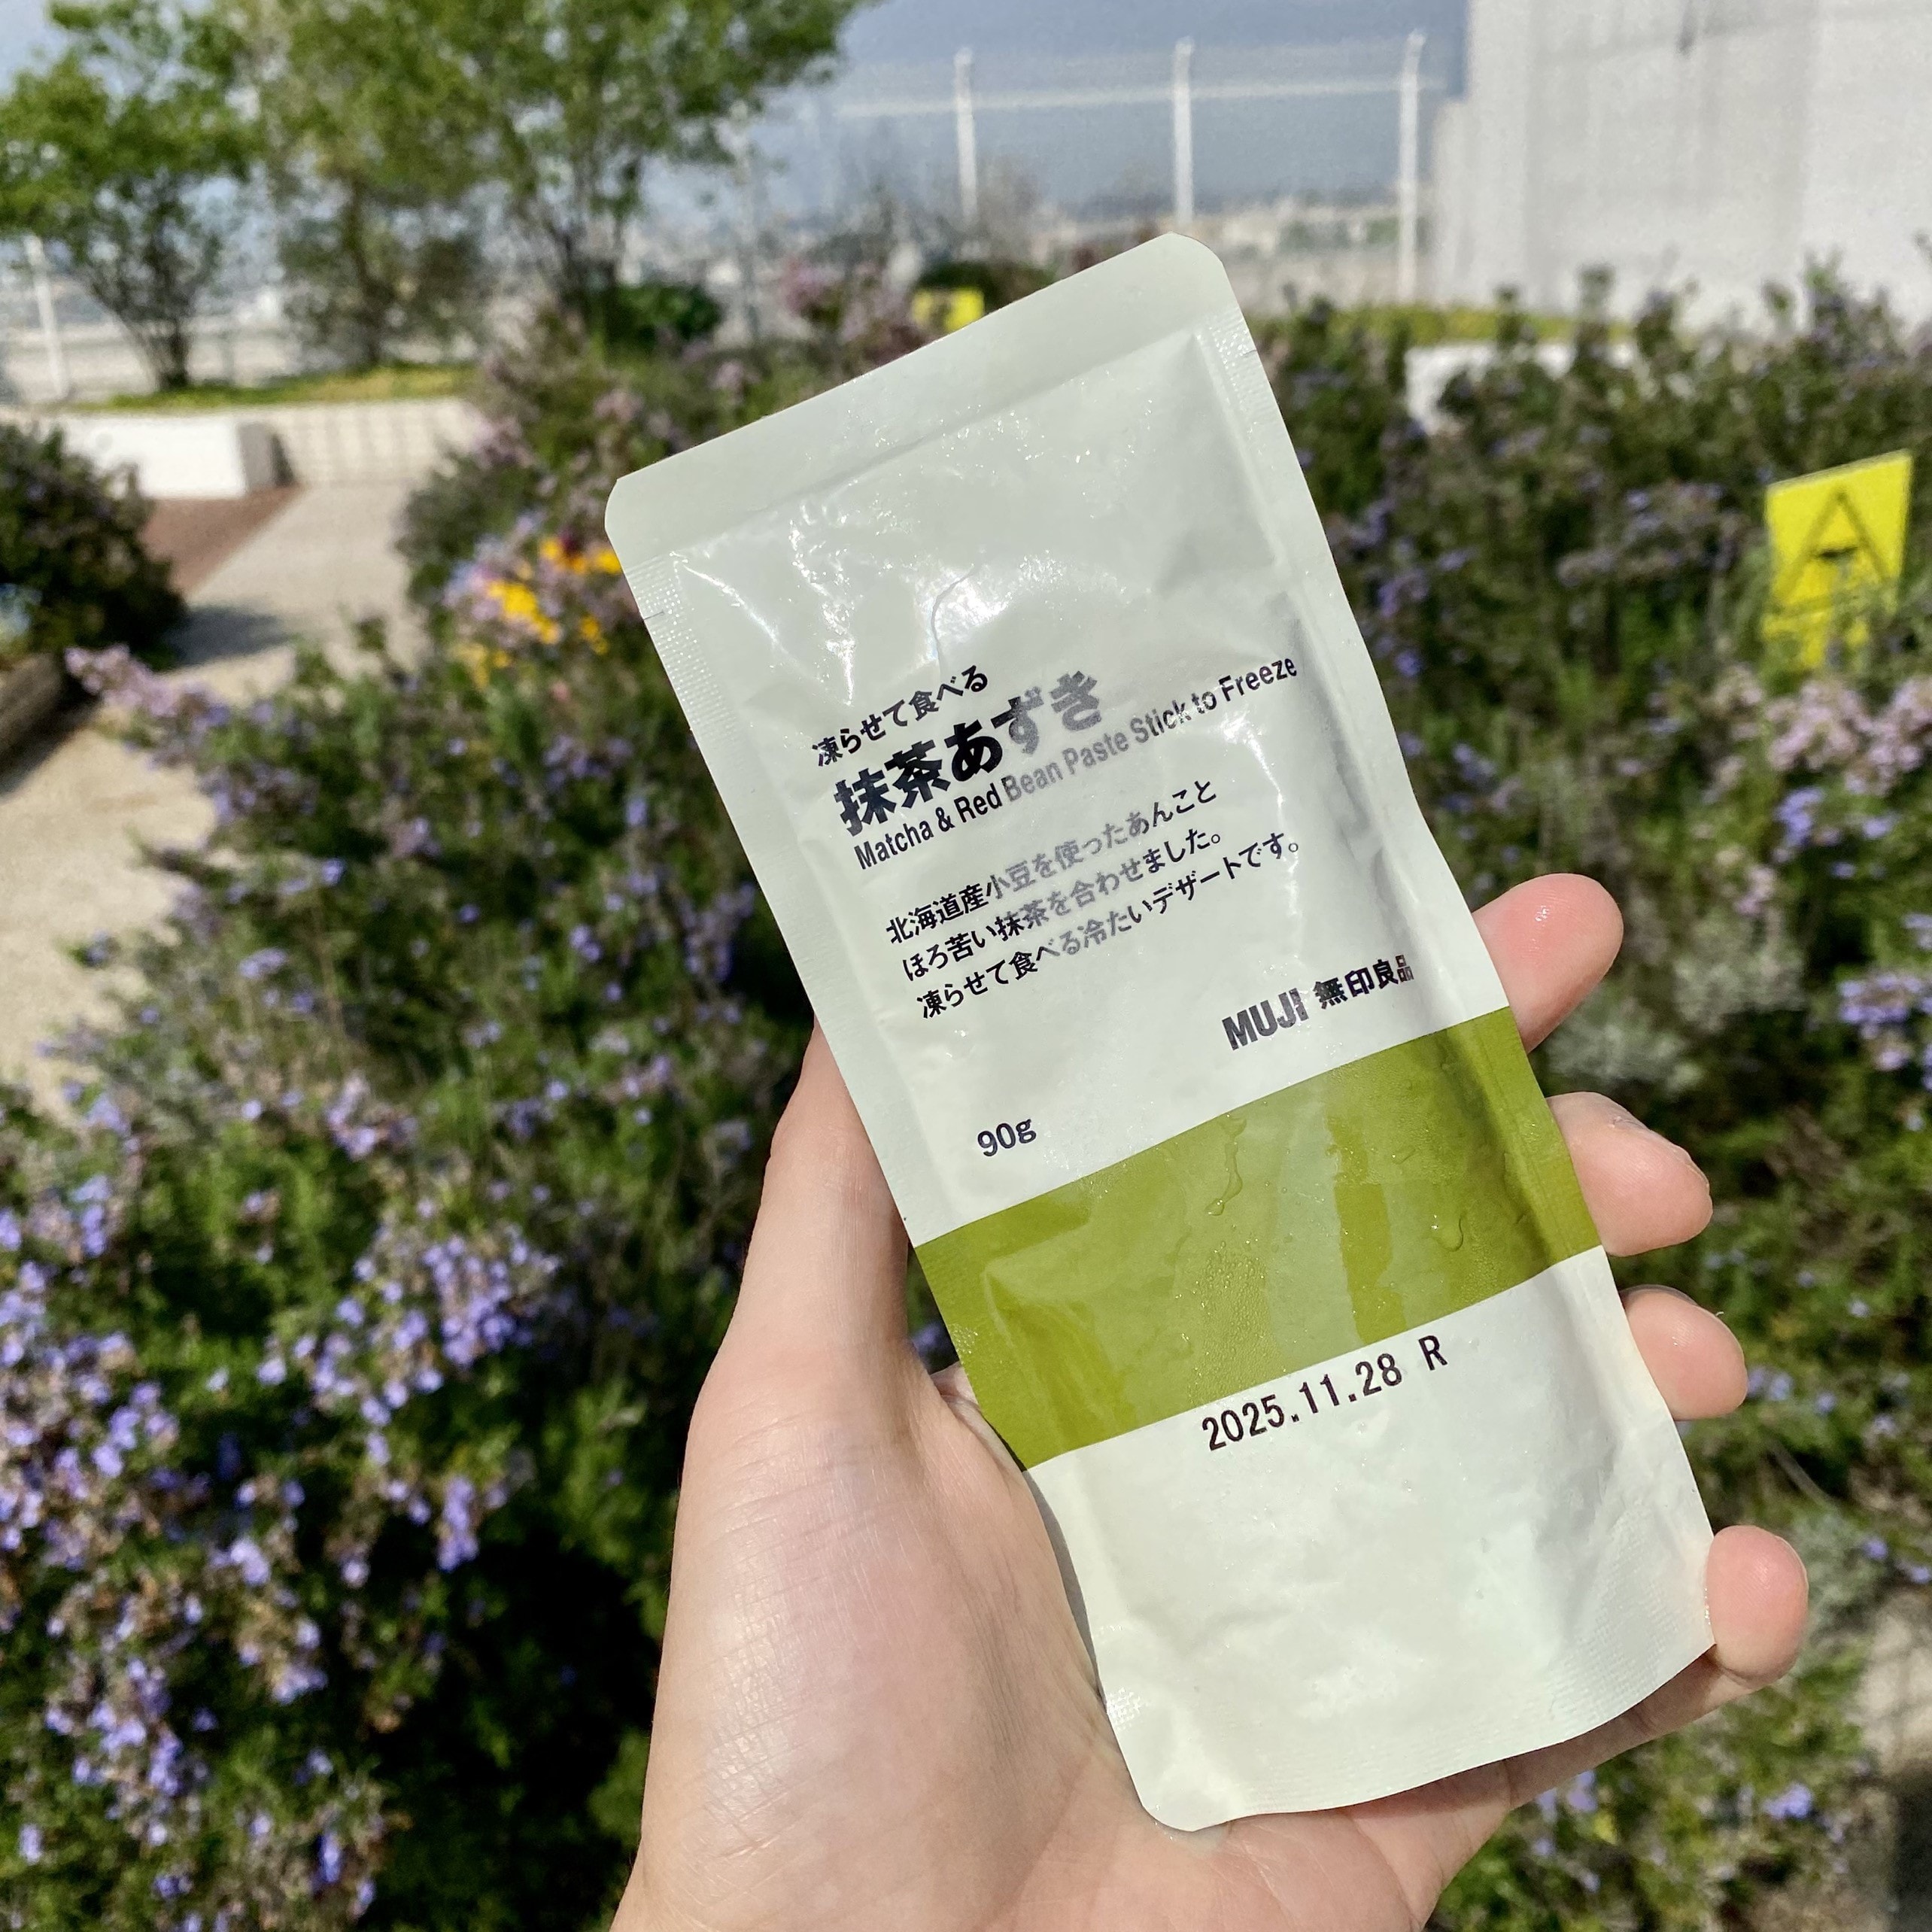 凍らせて食べる
抹茶あずき
Matcha & Red Bean Paste Stick to Freeze
北海道産小豆を使ったあんこと
ほろ苦い抹茶を合わせました。
凍らせて食べる冷たいデザートです。
MUJI 無印良品
90g
2025.11.28 R